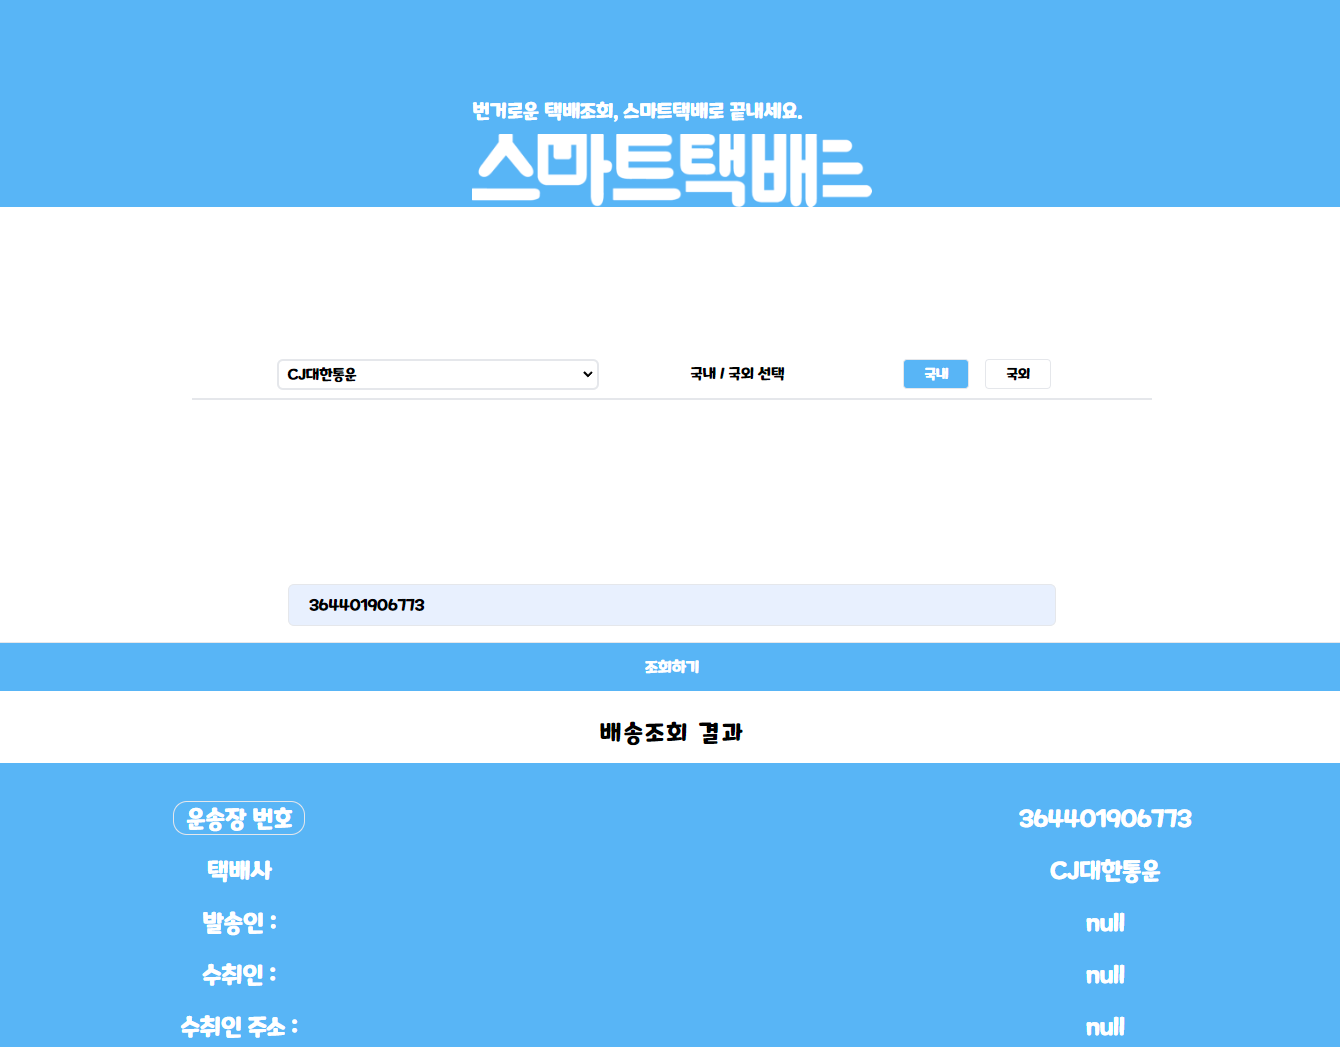 번거로운 택배조회, 스마트택배로 끝내세요.
스마트택배
CJ대한통운 국내 / 국외 선택 국내 국외
364401906773
조회하기
배송조회 결과
운송장 번호 364401906773
택배사 CJ대한통운
발송인 : null
수취인 : null
수취인 주소 : null